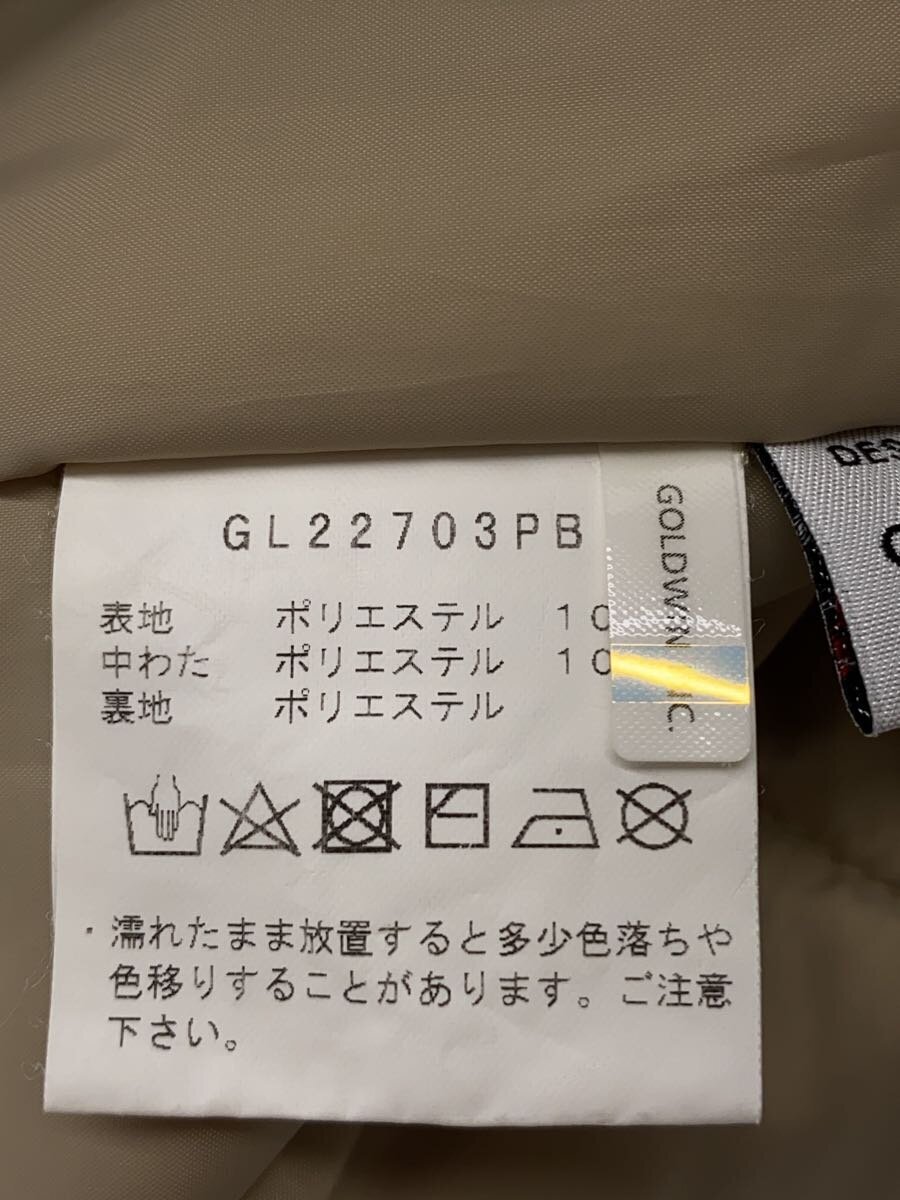 GL22703PB
表地 ポリエステル 10
中わた ポリエステル 10
裏地 ポリエステル
GOLDWIN
・濡れたまま放置すると多少色落ちや
色移りすることがあります。ご注意
下さい。
DES